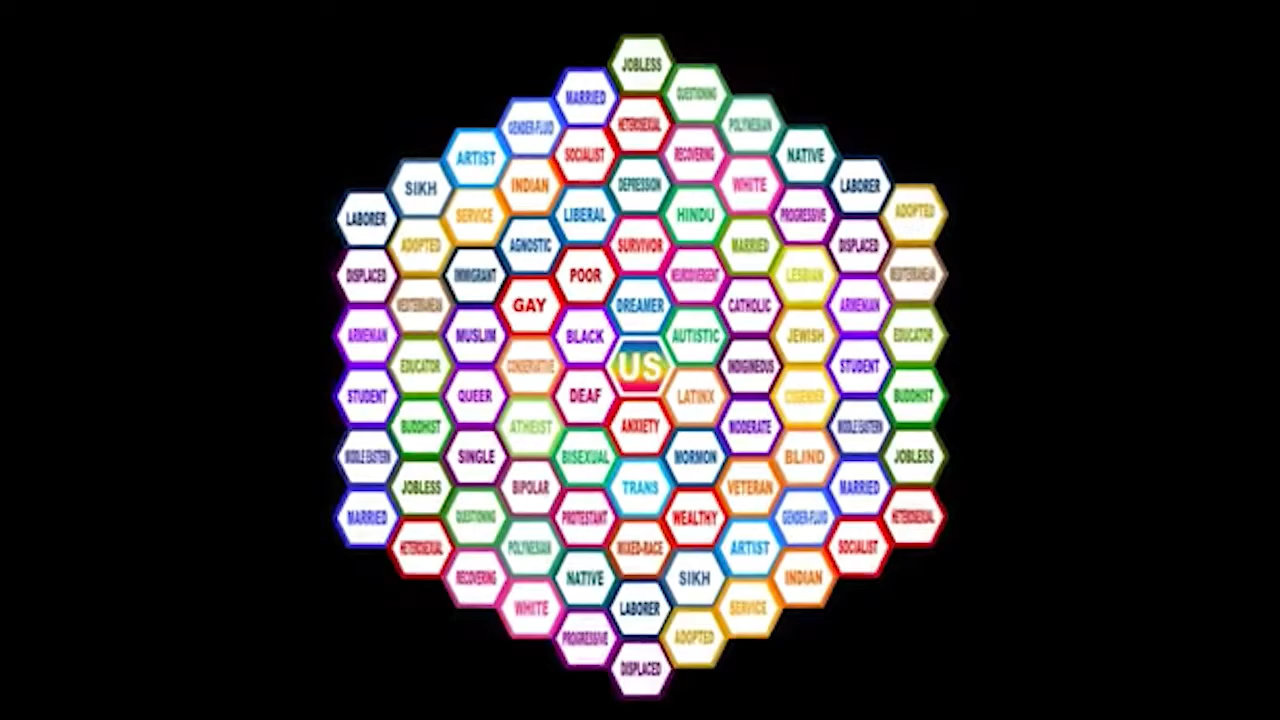 JOBLESS
MARRIED
QUESTIONING
GENDER-FLUID
HETEROSEXUAL
POLYNESIAN
ARTIST
SOCIALIST
RECOVERING
NATIVE
SIKH
INDIAN
DEPRESSION
WHITE
LABORER
LABORER
SERVICE
LIBERAL
HINDU
PROGRESSIVE
ADOPTED
ADOPTED
AGNOSTIC
SURVIVOR
MARRIED
DISPLACED
DISPLACED
IMMIGRANT
POOR
NEURODIVERGENT
LESBIAN
MEDITERRANEAN
MEDITERRANEAN
GAY
DREAMER
CATHOLIC
ARMENIAN
ARMENIAN
MUSLIM
BLACK
AUTISTIC
JEWISH
EDUCATOR
EDUCATOR
CONSERVATIVE
US
INDIGINEOUS
STUDENT
STUDENT
QUEER
DEAF
LATINX
CISGENDER
BUDDHIST
BUDDHIST
ATHEIST
ANXIETY
MODERATE
MIDDLE EASTERN
MIDDLE EASTERN
SINGLE
BISEXUAL
MORMON
BLIND
JOBLESS
JOBLESS
BIPOLAR
TRANS
VETERAN
MARRIED
MARRIED
QUESTIONING
PROTESTANT
WEALTHY
GENDER-FLUID
HETEROSEXUAL
HETEROSEXUAL
POLYNESIAN
MIXED-RACE
ARTIST
SOCIALIST
RECOVERING
NATIVE
SIKH
INDIAN
WHITE
LABORER
SERVICE
PROGRESSIVE
ADOPTED
DISPLACED